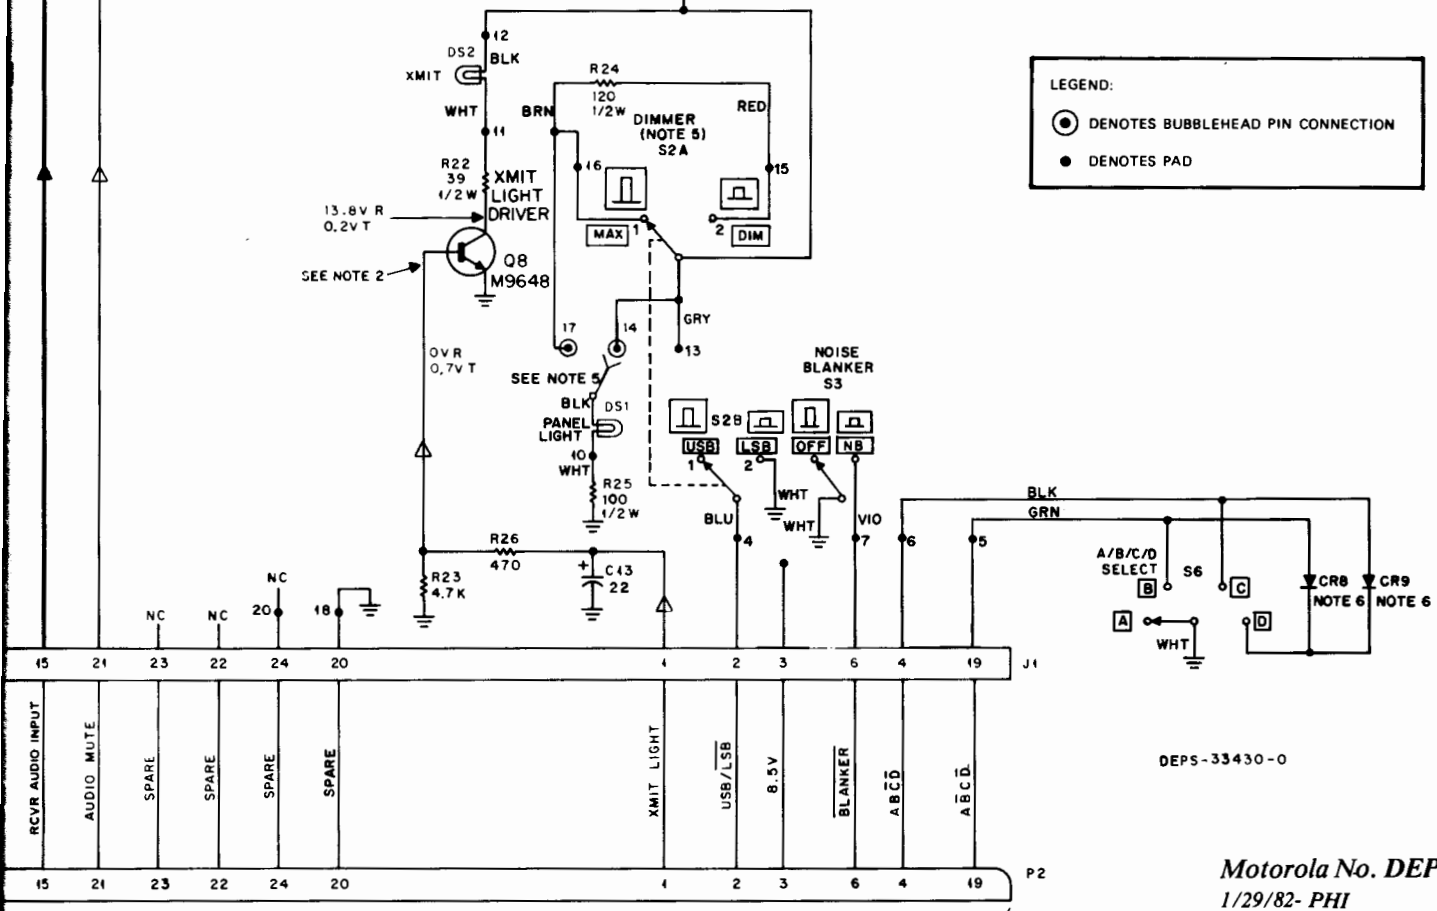 12
DS2
BLK
XMIT
WHT
11
R22
39
1/2W
XMIT
LIGHT
DRIVER
13.8V R
0.2V T
SEE NOTE 2
Q8
M9648
0V R
0.7V T
R24
120
1/2W
BRN
RED
DIMMER
(NOTE 5)
S2A
16
15
MAX
1
2
DIM
GRY
17
14
13
SEE NOTE 5
BLK
DS1
PANEL
LIGHT
10
WHT
R25
100
1/2W
NOISE
BLANKER
S3
S2B
USB
LSB
OFF
NB
1
2
WHT
WHT
BLU
VIO
4
7
6
5
BLK
GRN
A/B/C/D
SELECT
S6
B
C
A
D
WHT
CR8
NOTE 6
CR9
NOTE 6
R26
470
R23
4.7K
+
C13
22
NC
NC
NC
20
18
15 21 23 22 24 20 1 2 3 6 4 19 J1
RCVR AUDIO INPUT
AUDIO MUTE
SPARE
SPARE
SPARE
SPARE
XMIT LIGHT
USB/L̅S̅B̅
8.5V
B̅L̅A̅N̅K̅E̅R̅
ABC̅D̅
A̅BCD̅
15 21 23 22 24 20 1 2 3 6 4 19 P2
LEGEND:
DENOTES BUBBLEHEAD PIN CONNECTION
DENOTES PAD
DEPS-33430-0
Motorola No. DEP
1/29/82- PHI